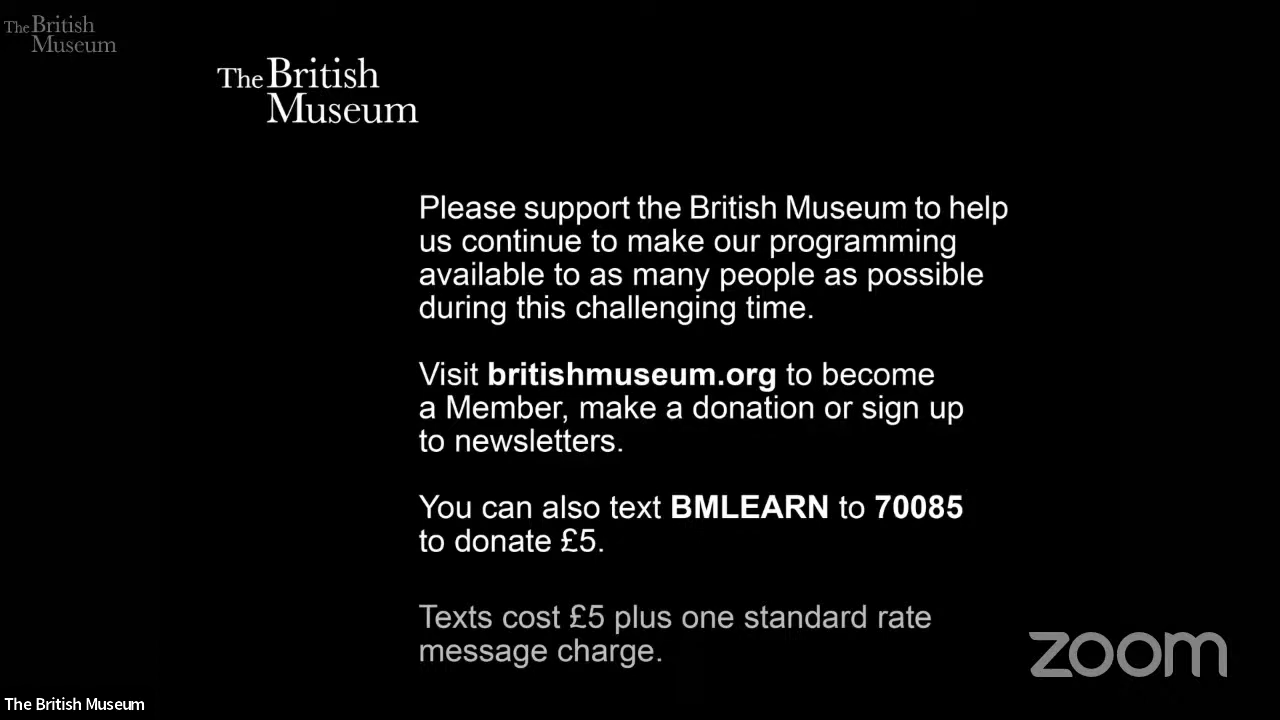 The British
Museum
The British
Museum
Please support the British Museum to help
us continue to make our programming
available to as many people as possible
during this challenging time.
Visit britishmuseum.org to become
a Member, make a donation or sign up
to newsletters.
You can also text BMLEARN to 70085
to donate £5.
Texts cost £5 plus one standard rate
message charge.
zoom
The British Museum